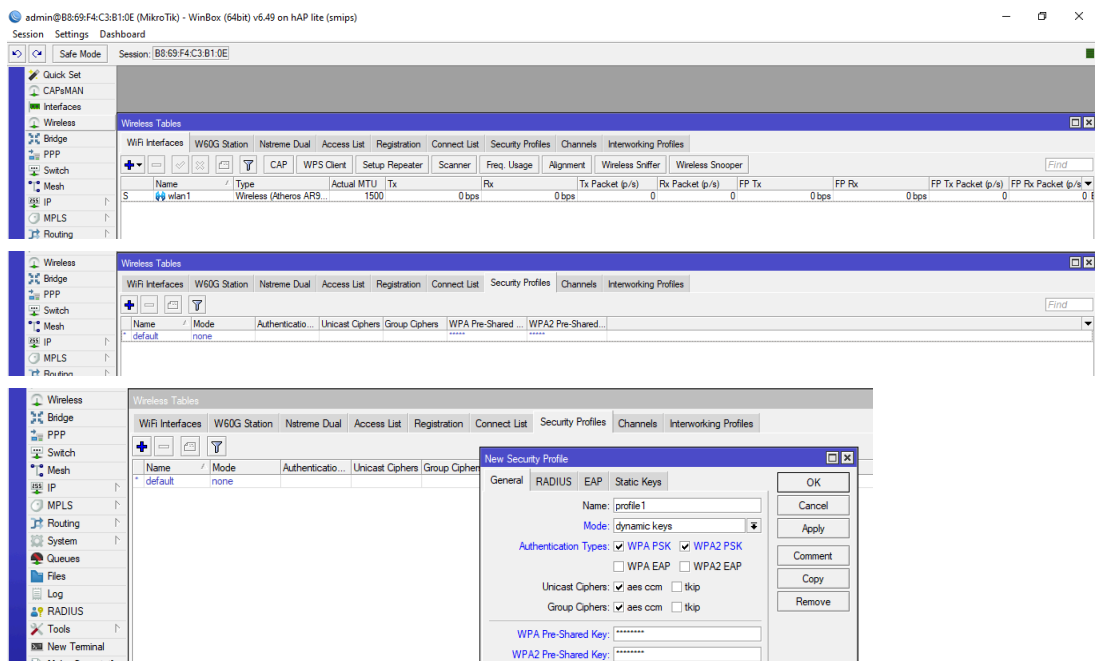 admin@B8:69:F4:C3:B1:0E (MikroTik) - WinBox (64bit) v6.49 on hAP lite (smips)
Session Settings Dashboard
Safe Mode Session: B8:69:F4:C3:B1:0E
Quick Set
CAPsMAN
Interfaces
Wireless
Bridge
PPP
Switch
Mesh
IP
MPLS
Routing
Wireless Tables
WiFi Interfaces W60G Station Nstreme Dual Access List Registration Connect List Security Profiles Channels Interworking Profiles
CAP WPS Client Setup Repeater Scanner Freq. Usage Alignment Wireless Sniffer Wireless Snooper Find
Name / Type Actual MTU Tx Rx Tx Packet (p/s) Rx Packet (p/s) FP Tx FP Rx FP Tx Packet (p/s) FP Rx Packet (p/s
S wlan1 Wireless (Atheros AR9... 1500 0 bps 0 bps 0 0 0 bps 0 bps 0 0
Wireless
Bridge
PPP
Switch
Mesh
IP
MPLS
Routing
Wireless Tables
WiFi Interfaces W60G Station Nstreme Dual Access List Registration Connect List Security Profiles Channels Interworking Profiles
Find
Name / Mode Authenticatio... Unicast Ciphers Group Ciphers WPA Pre-Shared ... WPA2 Pre-Shared...
* default none ***** *****
Wireless
Bridge
PPP
Switch
Mesh
IP
MPLS
Routing
System
Queues
Files
Log
RADIUS
Tools
New Terminal
Wireless Tables
WiFi Interfaces W60G Station Nstreme Dual Access List Registration Connect List Security Profiles Channels Interworking Profiles
Name / Mode Authenticatio... Unicast Ciphers Group Ciphers
* default none
New Security Profile
General RADIUS EAP Static Keys
Name: profile1
Mode: dynamic keys
Authentication Types: WPA PSK WPA2 PSK
WPA EAP WPA2 EAP
Unicast Ciphers: aes ccm tkip
Group Ciphers: aes ccm tkip
WPA Pre-Shared Key: ********
WPA2 Pre-Shared Key: ********
OK
Cancel
Apply
Comment
Copy
Remove